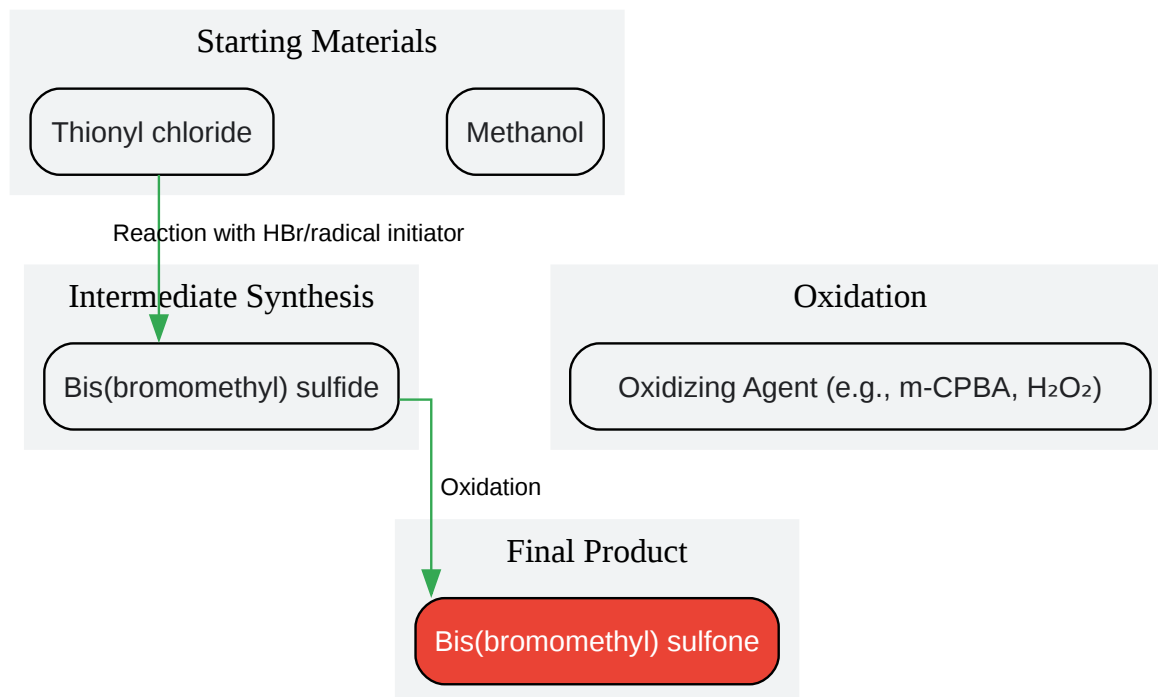 Starting Materials
Thionyl chloride
Methanol
Reaction with HBr/radical initiator
Intermediate Synthesis
Oxidation
Bis(bromomethyl) sulfide
Oxidizing Agent (e.g., m-CPBA, H₂O₂)
Oxidation
Final Product
Bis(bromomethyl) sulfone